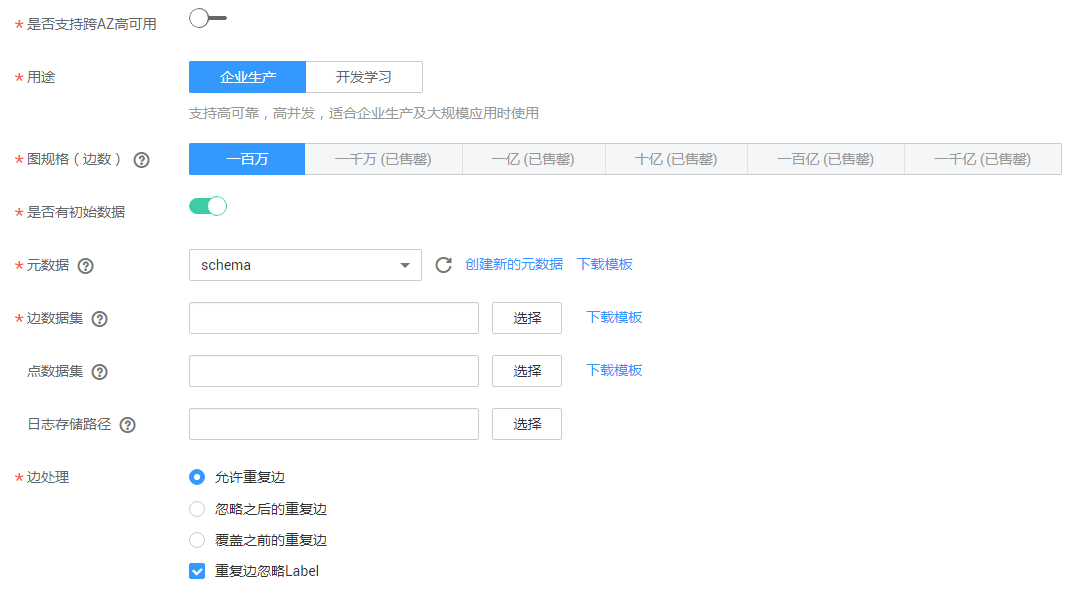 * 是否支持跨AZ高可用
* 用途 企业生产 开发学习
支持高可靠，高并发，适合企业生产及大规模应用时使用
* 图规格（边数） ? 一百万 一千万 (已售罄) 一亿 (已售罄) 十亿 (已售罄) 一百亿 (已售罄) 一千亿 (已售罄)
* 是否有初始数据
* 元数据 ? schema 创建新的元数据 下载模板
* 边数据集 ? 选择 下载模板
点数据集 ? 选择 下载模板
日志存储路径 ? 选择
* 边处理 允许重复边
忽略之后的重复边
覆盖之前的重复边
重复边忽略Label